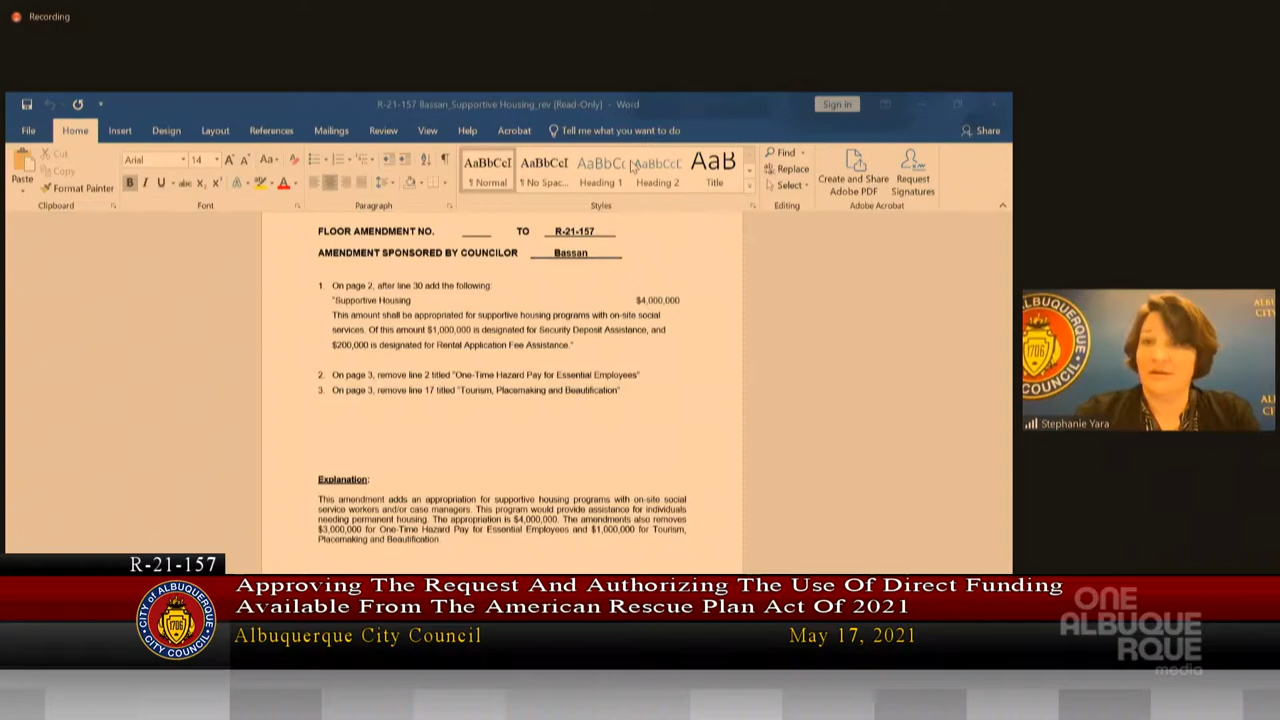 Recording
R-21-157 Bassan_Supportive Housing_rev [Read-Only] - Word
Sign in
File Home Insert Design Layout References Mailings Review View Help Acrobat Tell me what you want to do Share
Paste
Cut
Copy
Format Painter
Clipboard
Arial 14
Font
Paragraph
AaBbCcI AaBbCcI AaBbCc AaBbCcC AaB
¶ Normal ¶ No Spac... Heading 1 Heading 2 Title
Styles
Find
Replace
Select
Editing
Create and Share Adobe PDF
Request Signatures
Adobe Acrobat
FLOOR AMENDMENT NO. ____ TO R-21-157
AMENDMENT SPONSORED BY COUNCILOR Bassan
1. On page 2, after line 30 add the following:
"Supportive Housing $4,000,000
This amount shall be appropriated for supportive housing programs with on-site social
services. Of this amount $1,000,000 is designated for Security Deposit Assistance, and
$200,000 is designated for Rental Application Fee Assistance."
2. On page 3, remove line 2 titled "One-Time Hazard Pay for Essential Employees"
3. On page 3, remove line 17 titled "Tourism, Placemaking and Beautification"
Explanation:
This amendment adds an appropriation for supportive housing programs with on-site social
service workers and/or case managers. This program would provide assistance for individuals
needing permanent housing. The appropriation is $4,000,000. The amendments also removes
$3,000,000 for One-Time Hazard Pay for Essential Employees and $1,000,000 for Tourism,
Placemaking and Beautification.
ALBUQUERQUE
1706
COUNCIL
Stephanie Yara
R-21-157
Approving The Request And Authorizing The Use Of Direct Funding
Available From The American Rescue Plan Act Of 2021
Albuquerque City Council May 17, 2021
CITY OF ALBUQUERQUE
1706
CITY COUNCIL
ONE
ALBUQUE
RQUE
media